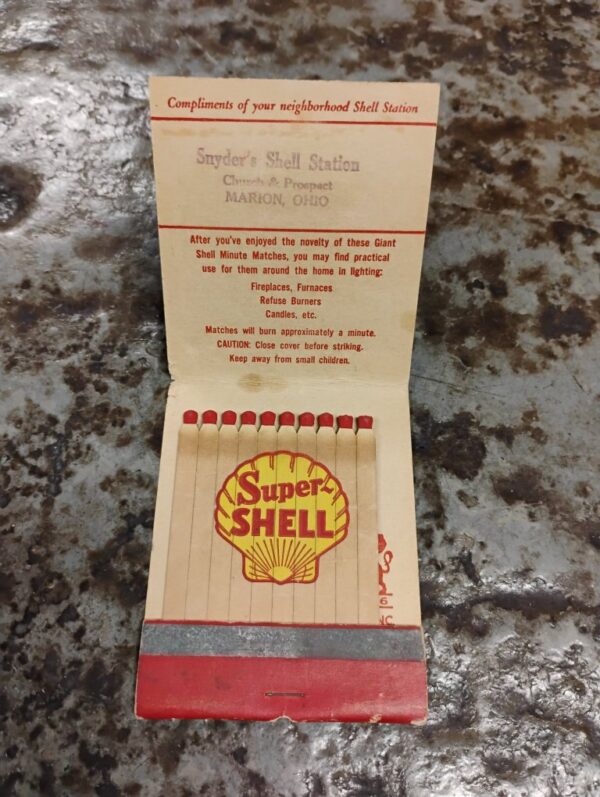 Compliments of your neighborhood Shell Station
Snyder's Shell Station
Church & Prospect
MARION, OHIO
After you've enjoyed the novelty of these Giant
Shell Minute Matches, you may find practical
use for them around the home in lighting:
Fireplaces, Furnaces
Refuse Burners
Candles, etc.
Matches will burn approximately a minute.
CAUTION: Close cover before striking.
Keep away from small children.
Super-
SHELL
6
NC